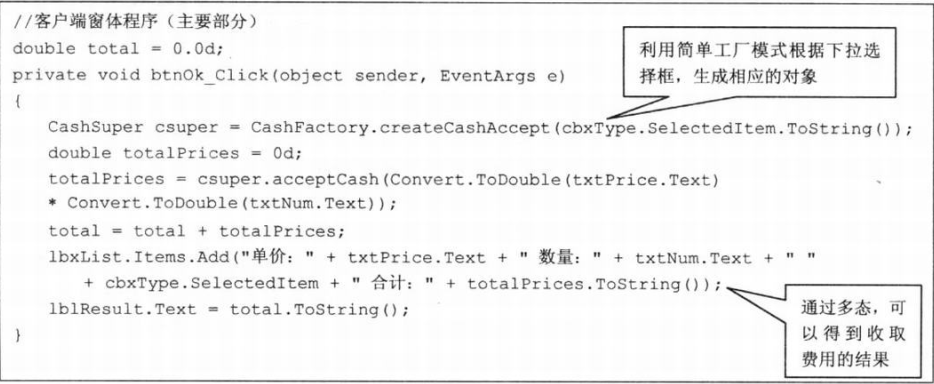 //客户端窗体程序（主要部分）
double total = 0.0d;
private void btnOk_Click(object sender, EventArgs e)
{
CashSuper csuper = CashFactory.createCashAccept(cbxType.SelectedItem.ToString());
double totalPrices = 0d;
totalPrices = csuper.acceptCash(Convert.ToDouble(txtPrice.Text)
* Convert.ToDouble(txtNum.Text));
total = total + totalPrices;
lbxList.Items.Add("单价：" + txtPrice.Text + " 数量：" + txtNum.Text + " "
+ cbxType.SelectedItem + " 合计：" + totalPrices.ToString());
lblResult.Text = total.ToString();
}
利用简单工厂模式根据下拉选
择框，生成相应的对象
通过多态，可
以得到收取
费用的结果